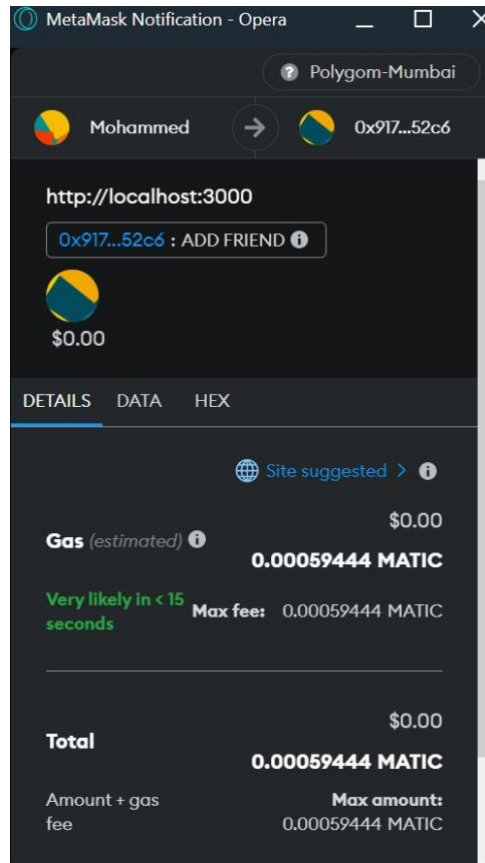 MetaMask Notification - Opera
Polygom-Mumbai
Mohammed
0x917...52c6
http://localhost:3000
0x917...52c6 : ADD FRIEND
$0.00
DETAILS DATA HEX
Site suggested >
$0.00
Gas (estimated)
0.00059444 MATIC
Very likely in < 15 seconds Max fee: 0.00059444 MATIC
$0.00
Total
0.00059444 MATIC
Amount + gas fee Max amount: 0.00059444 MATIC